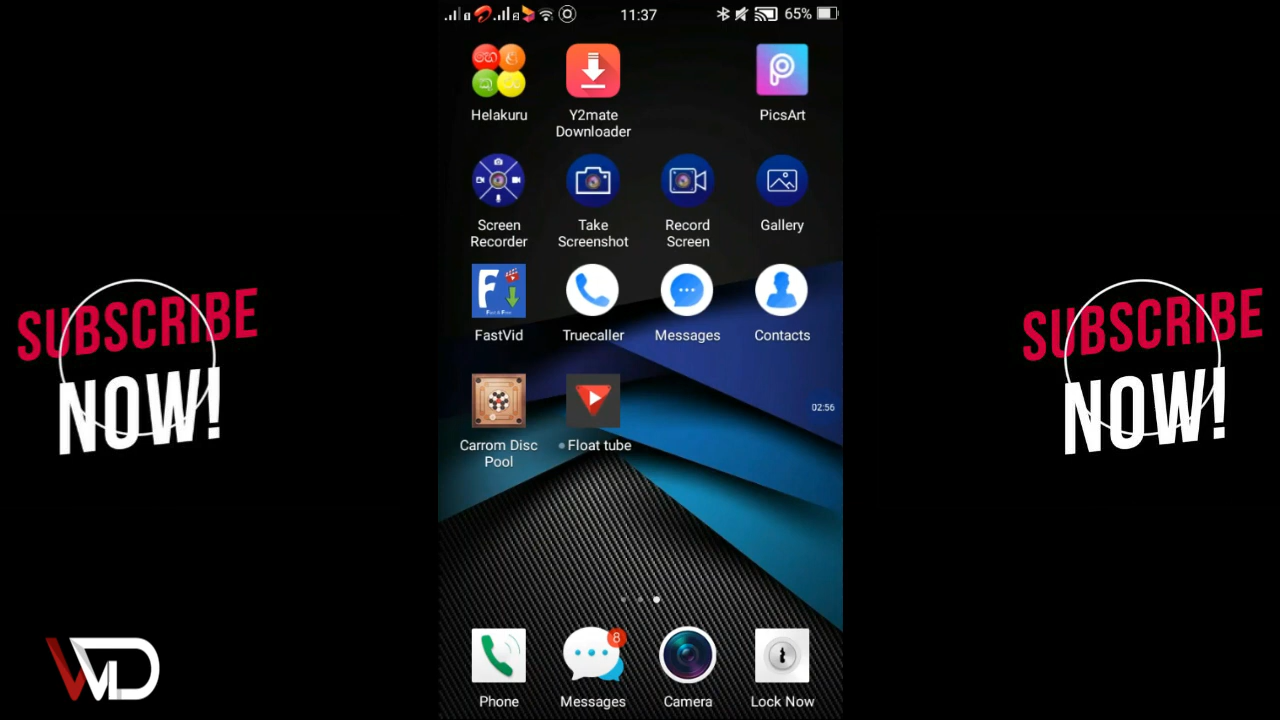 11:37
65%
Helakuru
Y2mate
Downloader
PicsArt
Screen
Recorder
Take
Screenshot
Record
Screen
Gallery
F
FastVid
Truecaller
Messages
Contacts
02:56
Carrom Disc
Pool
Float tube
SUBSCRIBE
NOW!
SUBSCRIBE
NOW!
8
Phone
Messages
Camera
Lock Now